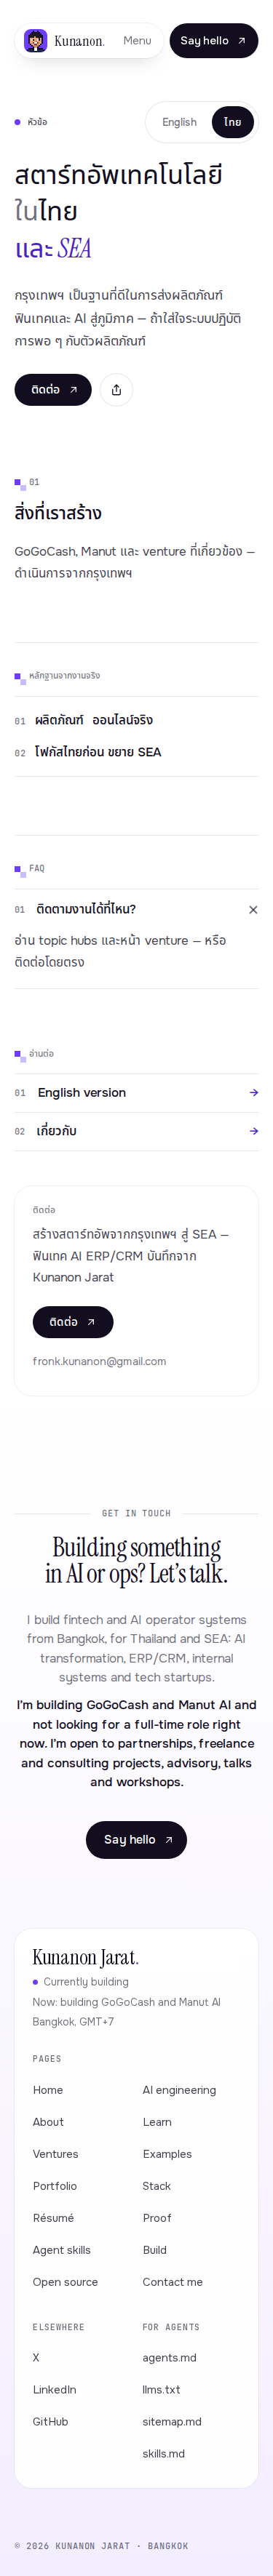 Kunanon. Menu Say hello
หัวข้อ
English ไทย
สตาร์ทอัพเทคโนโลยี
ในไทย
และ SEA
กรุงเทพฯ เป็นฐานที่ดีในการส่งผลิตภัณฑ์
ฟินเทคและ AI สู่ภูมิภาค — ถ้าใส่ใจระบบปฏิบัติ
การพอ ๆ กับตัวผลิตภัณฑ์
ติดต่อ
01
สิ่งที่เราสร้าง
GoGoCash, Manut และ venture ที่เกี่ยวข้อง —
ดำเนินการจากกรุงเทพฯ
หลักฐานจากงานจริง
01 ผลิตภัณฑ์ ออนไลน์จริง
02 โฟกัสไทยก่อน ขยาย SEA
FAQ
01 ติดตามงานได้ที่ไหน?
อ่าน topic hubs และหน้า venture — หรือ
ติดต่อโดยตรง
อ่านต่อ
01 English version
02 เกี่ยวกับ
ติดต่อ
สร้างสตาร์ทอัพจากกรุงเทพฯ สู่ SEA —
ฟินเทค AI ERP/CRM บันทึกจาก
Kunanon Jarat
ติดต่อ
fronk.kunanon@gmail.com
GET IN TOUCH
Building something
in AI or ops? Let's talk.
I build fintech and AI operator systems
from Bangkok, for Thailand and SEA: AI
transformation, ERP/CRM, internal
systems and tech startups.
I'm building GoGoCash and Manut AI and
not looking for a full-time role right
now. I'm open to partnerships, freelance
and consulting projects, advisory, talks
and workshops.
Say hello
Kunanon Jarat.
Currently building
Now: building GoGoCash and Manut AI
Bangkok, GMT+7
PAGES
Home AI engineering
About Learn
Ventures Examples
Portfolio Stack
Résumé Proof
Agent skills Build
Open source Contact me
ELSEWHERE FOR AGENTS
X agents.md
LinkedIn llms.txt
GitHub sitemap.md
skills.md
© 2026 KUNANON JARAT · BANGKOK